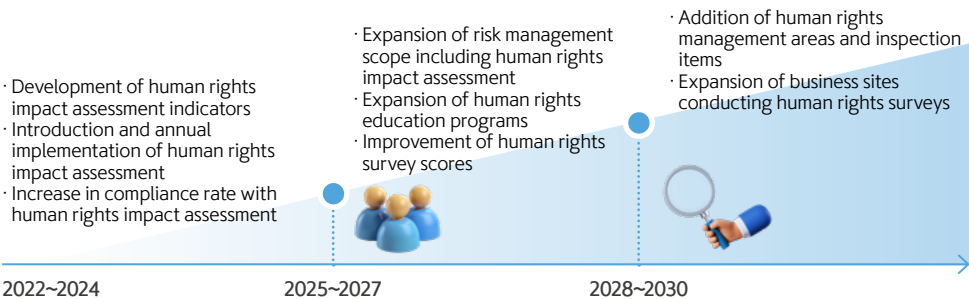 · Development of human rights
impact assessment indicators
· Introduction and annual
implementation of human rights
impact assessment
· Increase in compliance rate with
human rights impact assessment
· Expansion of risk management
scope including human rights
impact assessment
· Expansion of human rights
education programs
· Improvement of human rights
survey scores
· Addition of human rights
management areas and inspection
items
· Expansion of business sites
conducting human rights surveys
2022~2024
2025~2027
2028~2030